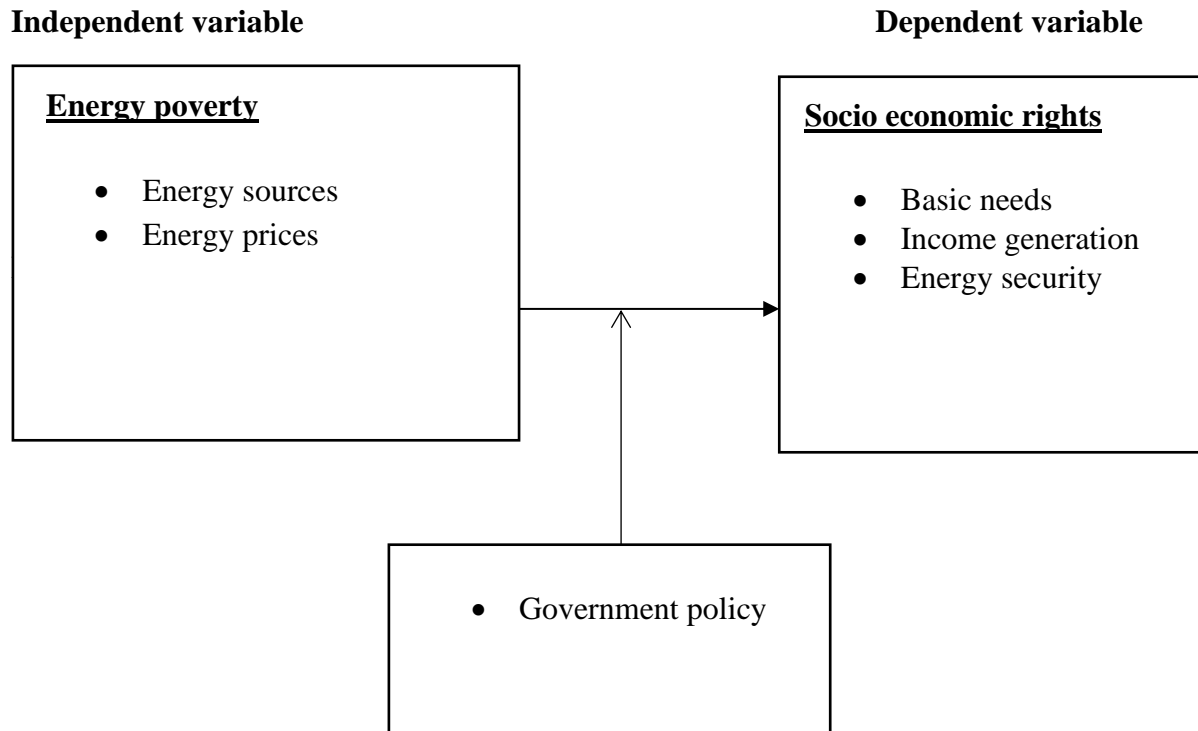 Independent variable
Dependent variable
Energy poverty
• Energy sources
• Energy prices
Socio economic rights
• Basic needs
• Income generation
• Energy security
• Government policy